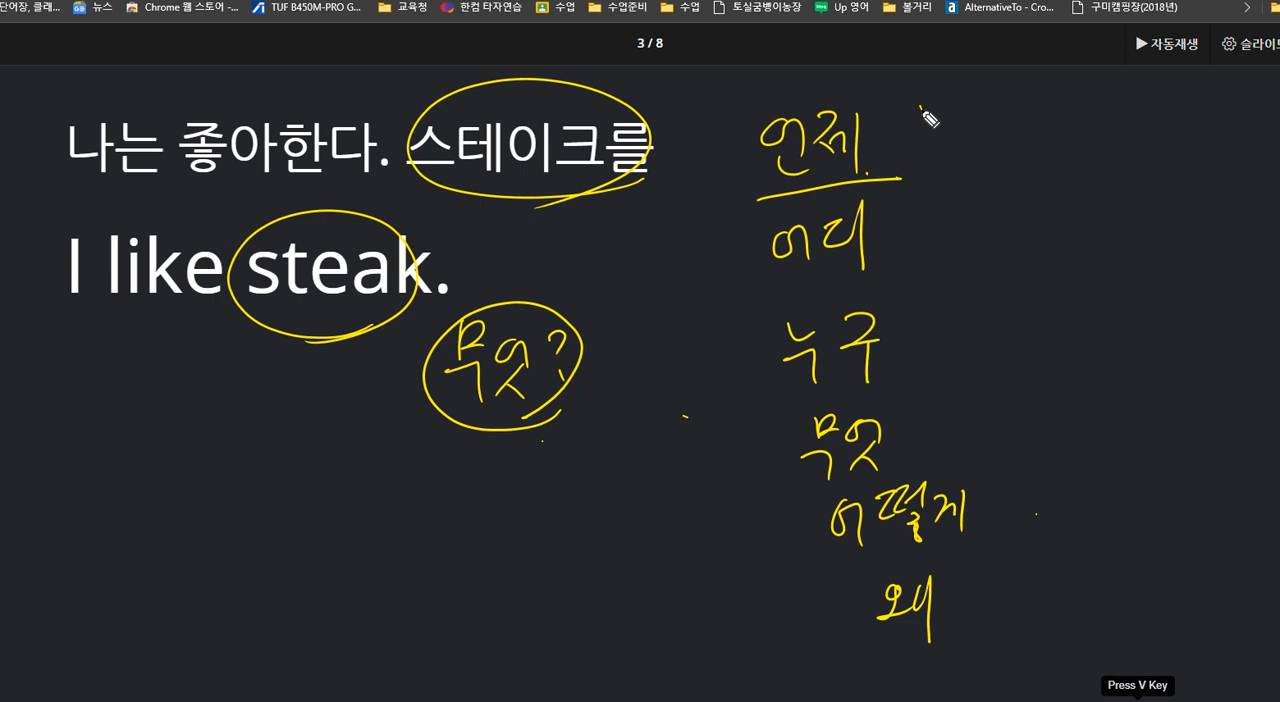 단어장, 클래...
뉴스
Chrome 웹 스토어 -...
TUF B450M-PRO G...
교육청
한컴 타자연습
수업
수업준비
수업
토실궁뱅이농장
Up 영어
볼거리
AlternativeTo - Cro...
구미캠핑장(2018년)
3 / 8
자동재생
슬라이드
나는 좋아한다. 스테이크를
I like steak.
무엇?
언제.
어디
누구
무엇
어떻게
왜
Press V Key